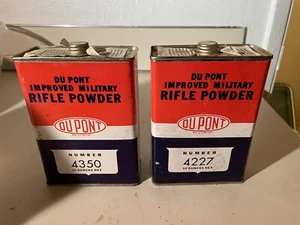 DU PONT
IMPROVED MILITARY
RIFLE POWDER
DU PONT
NUMBER
4350
DU PONT
IMPROVED MILITARY
RIFLE POWDER
DU PONT
NUMBER
4227